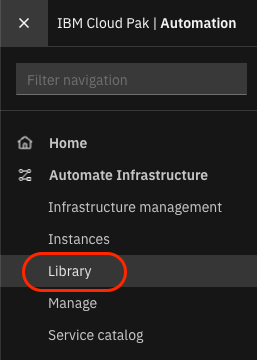 IBM Cloud Pak | Automation
Filter navigation
Home
Automate Infrastructure
Infrastructure management
Instances
Library
Manage
Service catalog